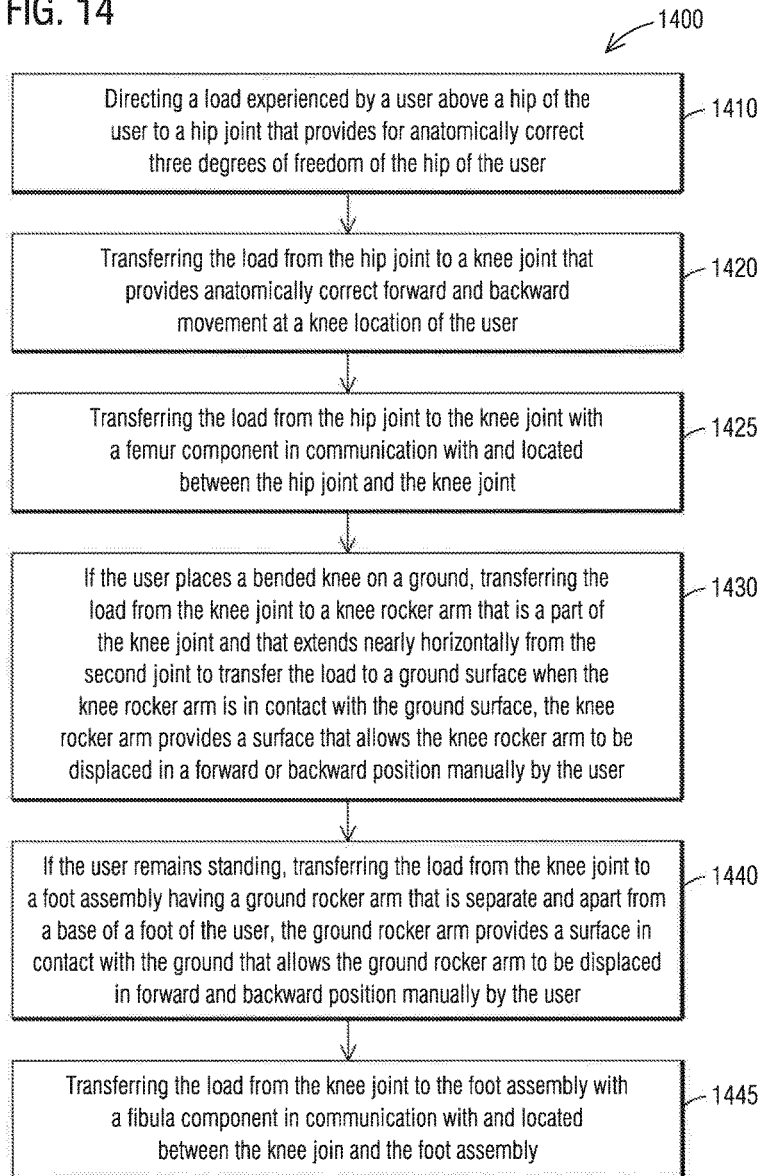 FIG. 14
1400
Directing a load experienced by a user above a hip of the
user to a hip joint that provides for anatomically correct
three degrees of freedom of the hip of the user
1410
Transferring the load from the hip joint to a knee joint that
provides anatomically correct forward and backward
movement at a knee location of the user
1420
Transferring the load from the hip joint to the knee joint with
a femur component in communication with and located
between the hip joint and the knee joint
1425
If the user places a bended knee on a ground, transferring the
load from the knee joint to a knee rocker arm that is a part of
the knee joint and that extends nearly horizontally from the
second joint to transfer the load to a ground surface when the
knee rocker arm is in contact with the ground surface, the knee
rocker arm provides a surface that allows the knee rocker arm to be
displaced in a forward or backward position manually by the user
1430
If the user remains standing, transferring the load from the knee joint to
a foot assembly having a ground rocker arm that is separate and apart from
a base of a foot of the user, the ground rocker arm provides a surface in
contact with the ground that allows the ground rocker arm to be displaced
in forward and backward position manually by the user
1440
Transferring the load from the knee joint to the foot assembly with
a fibula component in communication with and located
between the knee join and the foot assembly
1445